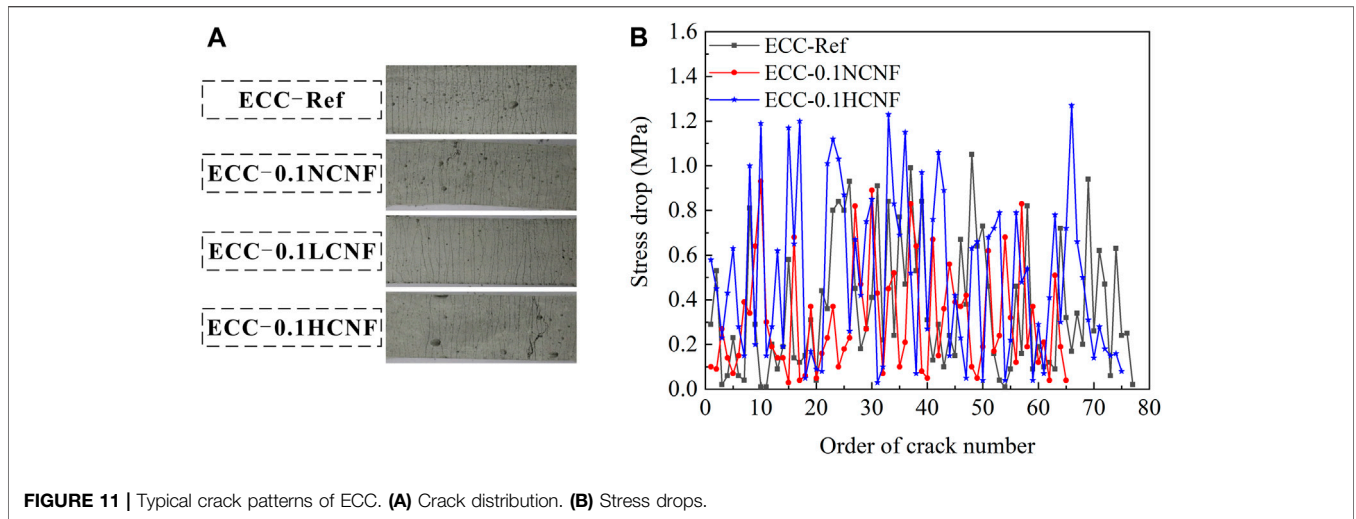 A
ECC-Ref
ECC-0.1NCNF
ECC-0.1LCNF
ECC-0.1HCNF
B
ECC-Ref
ECC-0.1NCNF
ECC-0.1HCNF
Stress drop (MPa)
1.6
1.4
1.2
1.0
0.8
0.6
0.4
0.2
0.0
0 10 20 30 40 50 60 70 80
Order of crack number
FIGURE 11 | Typical crack patterns of ECC. (A) Crack distribution. (B) Stress drops.